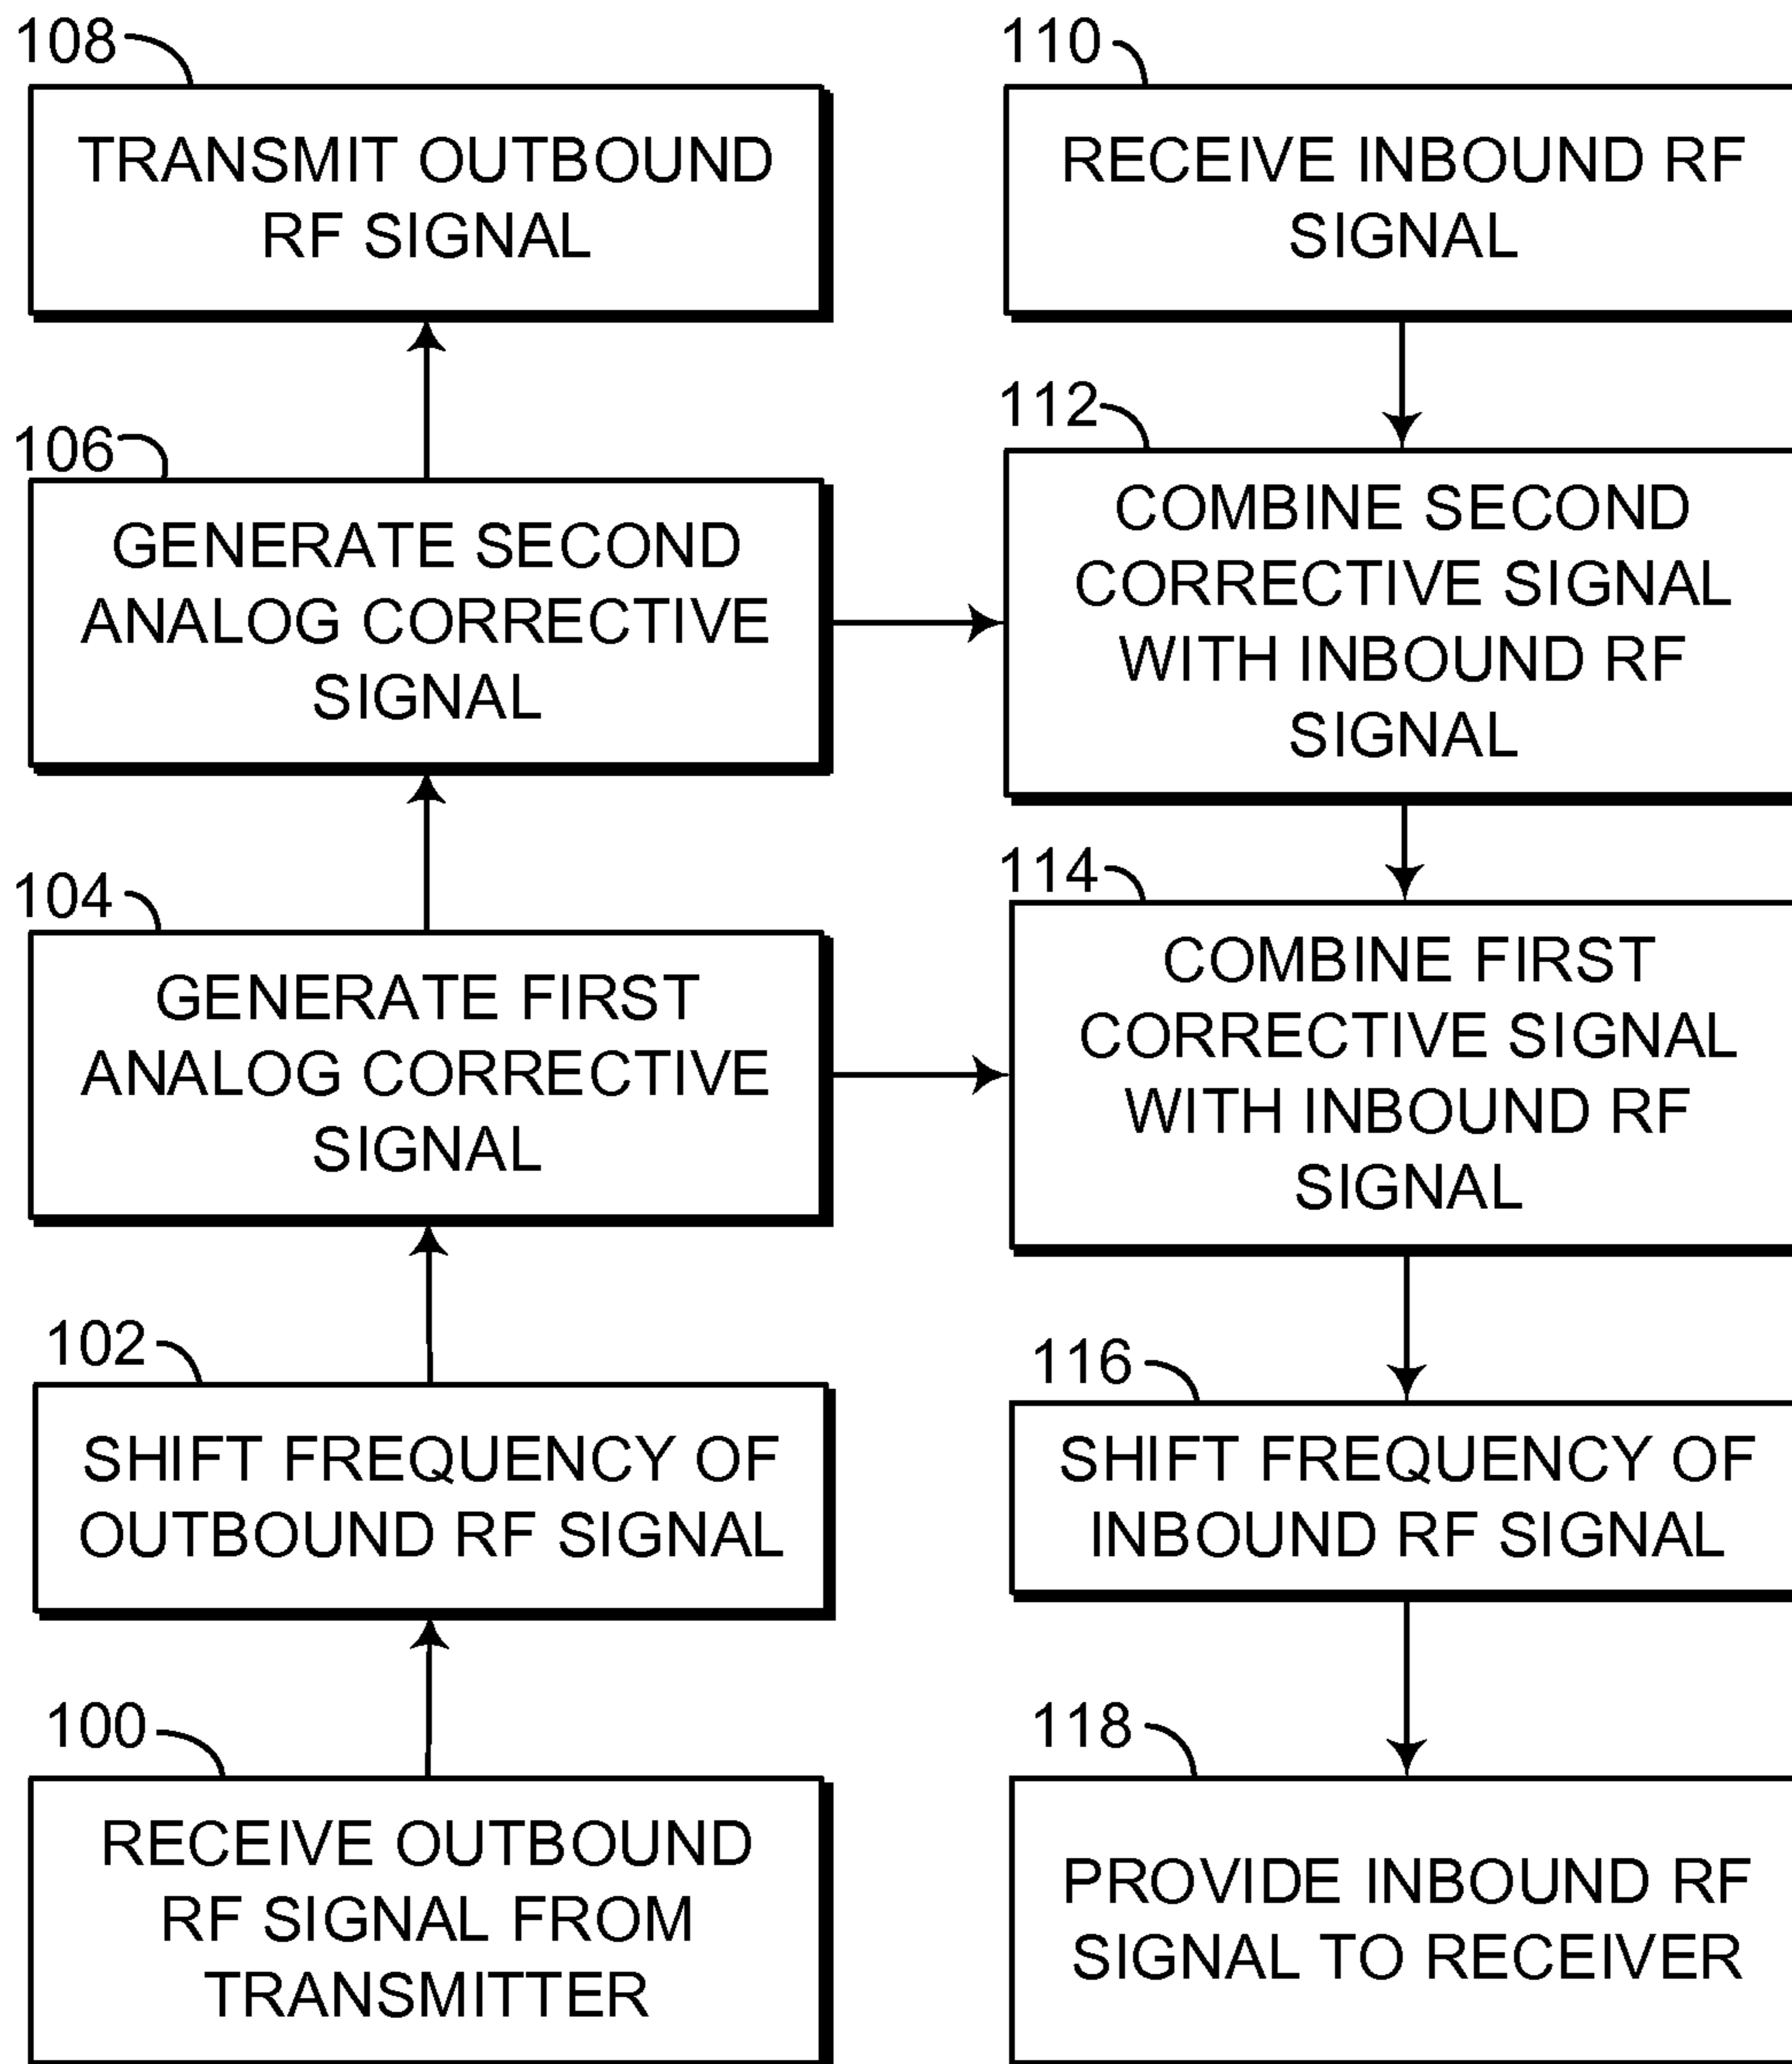 108
TRANSMIT OUTBOUND
RF SIGNAL
106
GENERATE SECOND
ANALOG CORRECTIVE
SIGNAL
104
GENERATE FIRST
ANALOG CORRECTIVE
SIGNAL
102
SHIFT FREQUENCY OF
OUTBOUND RF SIGNAL
100
RECEIVE OUTBOUND
RF SIGNAL FROM
TRANSMITTER
110
RECEIVE INBOUND RF
SIGNAL
112
COMBINE SECOND
CORRECTIVE SIGNAL
WITH INBOUND RF
SIGNAL
114
COMBINE FIRST
CORRECTIVE SIGNAL
WITH INBOUND RF
SIGNAL
116
SHIFT FREQUENCY OF
INBOUND RF SIGNAL
118
PROVIDE INBOUND RF
SIGNAL TO RECEIVER